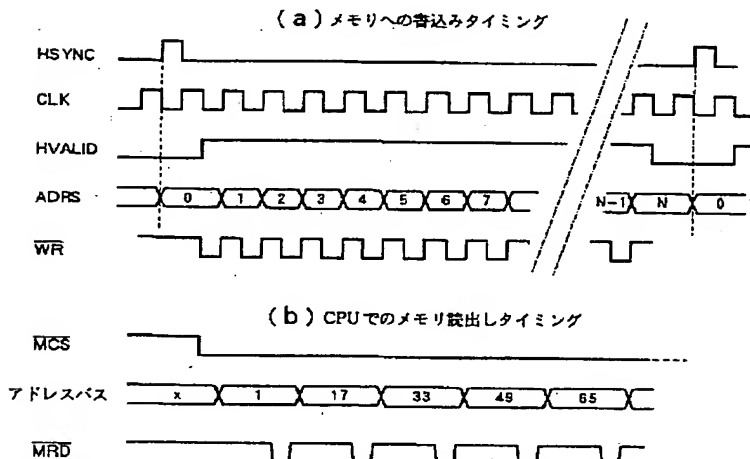 (a)メモリへの書込みタイミング
HSYNC
CLK
HVALID
ADRS 0 1 2 3 4 5 6 7 N-1 N 0
WR
(b)CPUでのメモリ読出しタイミング
MCS
アドレスバス x 1 17 33 49 65
MRD